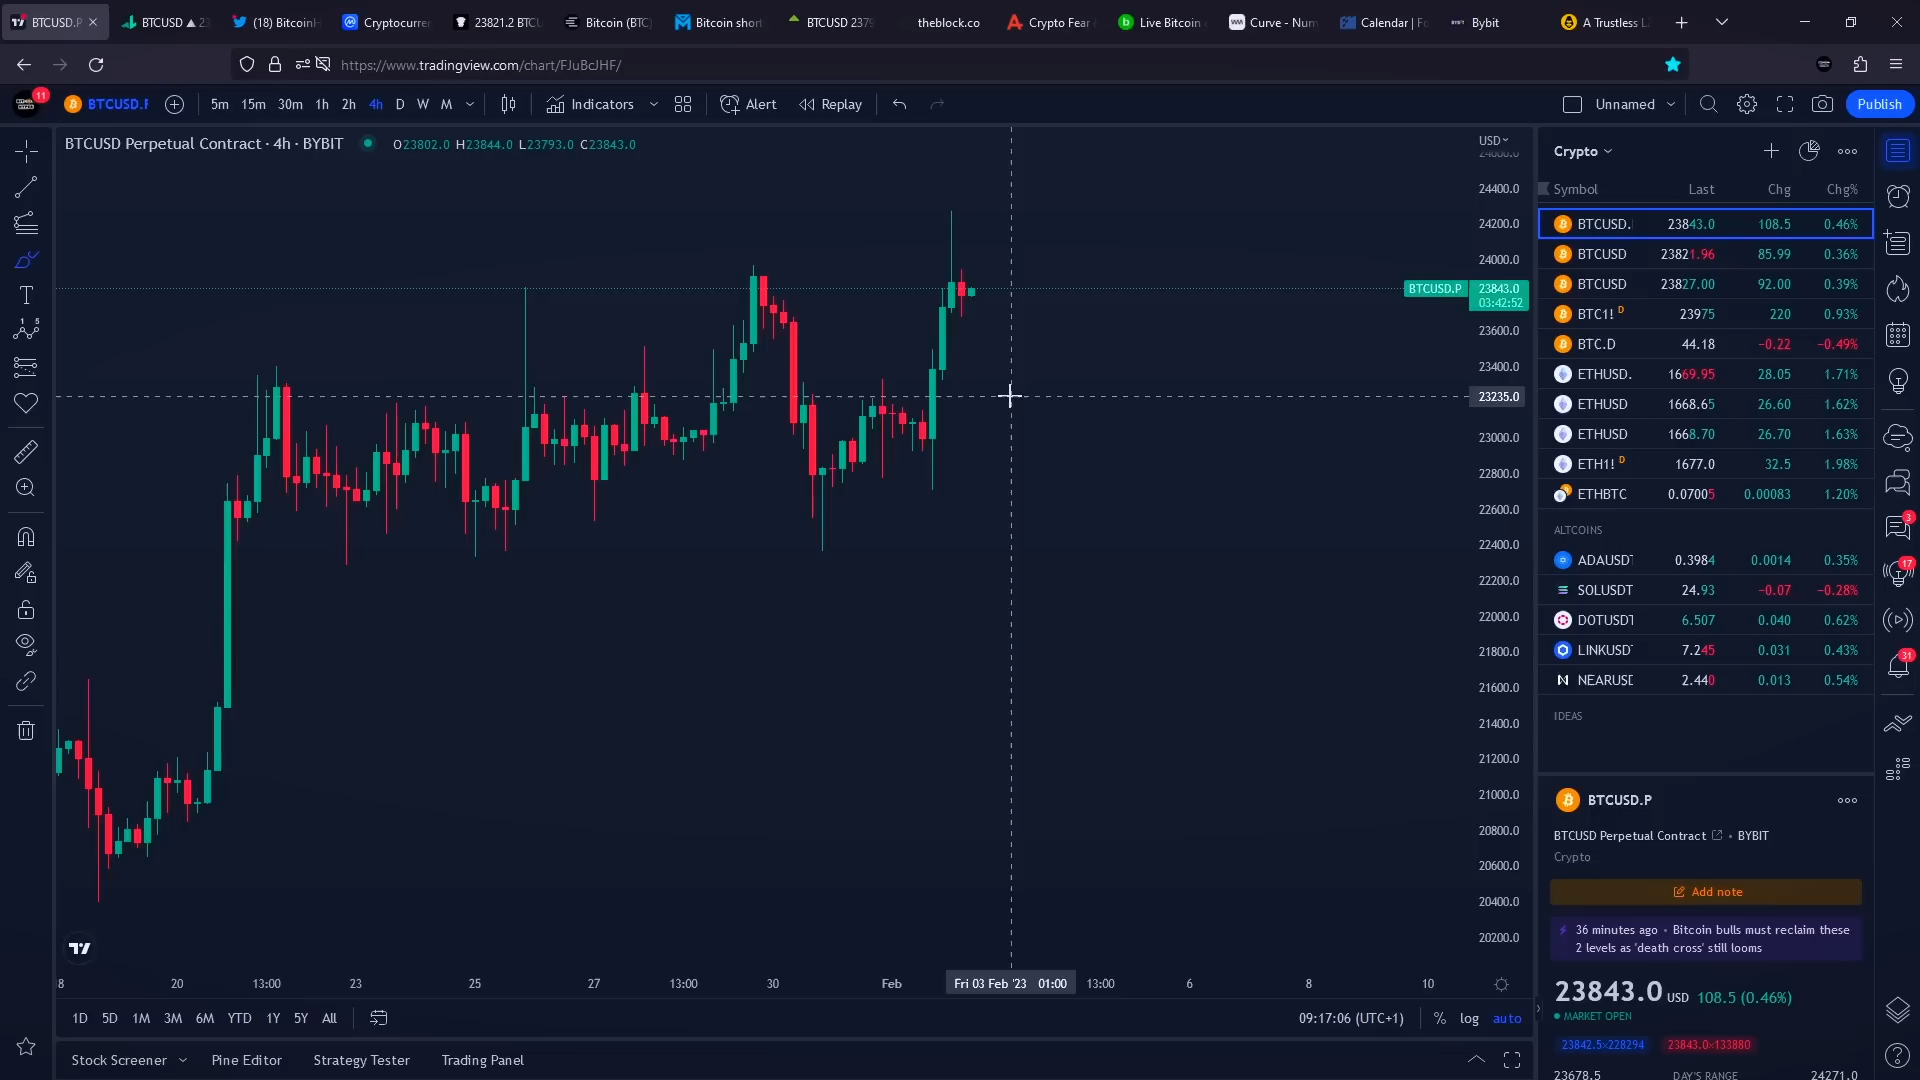 BTCUSD.P
BTCUSD ▲ 23
(18) BitcoinH
Cryptocurrer
23821.2 BTCU
Bitcoin (BTC)
Bitcoin short
BTCUSD 2379
theblock.co
Crypto Fear
Live Bitcoin
Curve - Num
Calendar | Fo
Bybit
A Trustless L
https://www.tradingview.com/chart/FJuBcJHF/
11
BTCUSD.F
5m 15m 30m 1h 2h 4h D W M
Indicators
Alert
Replay
Unnamed
Publish
BTCUSD Perpetual Contract · 4h · BYBIT
O23802.0 H23844.0 L23793.0 C23843.0
USD
24600.0
24400.0
24200.0
24000.0
BTCUSD.P 23843.0
03:42:52
23600.0
23400.0
23235.0
23000.0
22800.0
22600.0
22400.0
22200.0
22000.0
21800.0
21600.0
21400.0
21200.0
21000.0
20800.0
20600.0
20400.0
20200.0
8 20 13:00 23 25 27 13:00 30 Feb Fri 03 Feb '23 01:00 13:00 6 8 10
1D 5D 1M 3M 6M YTD 1Y 5Y All
09:17:06 (UTC+1) % log auto
Stock Screener Pine Editor Strategy Tester Trading Panel
Crypto
Symbol Last Chg Chg%
BTCUSD. 23843.0 108.5 0.46%
BTCUSD 23821.96 85.99 0.36%
BTCUSD 23827.00 92.00 0.39%
BTC1! D 23975 220 0.93%
BTC.D 44.18 −0.22 −0.49%
ETHUSD. 1669.95 28.05 1.71%
ETHUSD 1668.65 26.60 1.62%
ETHUSD 1668.70 26.70 1.63%
ETH1! D 1677.0 32.5 1.98%
ETHBTC 0.07005 0.00083 1.20%
ALTCOINS
ADAUSDT 0.3984 0.0014 0.35%
SOLUSDT 24.93 −0.07 −0.28%
DOTUSDT 6.507 0.040 0.62%
LINKUSDT 7.245 0.031 0.43%
NEARUSD 2.440 0.013 0.54%
IDEAS
BTCUSD.P
BTCUSD Perpetual Contract • BYBIT
Crypto
Add note
36 minutes ago • Bitcoin bulls must reclaim these
2 levels as 'death cross' still looms
23843.0 USD 108.5 (0.46%)
MARKET OPEN
23842.5×228294 23843.0×133880
23678.5 DAY'S RANGE 24271.0
3
17
31